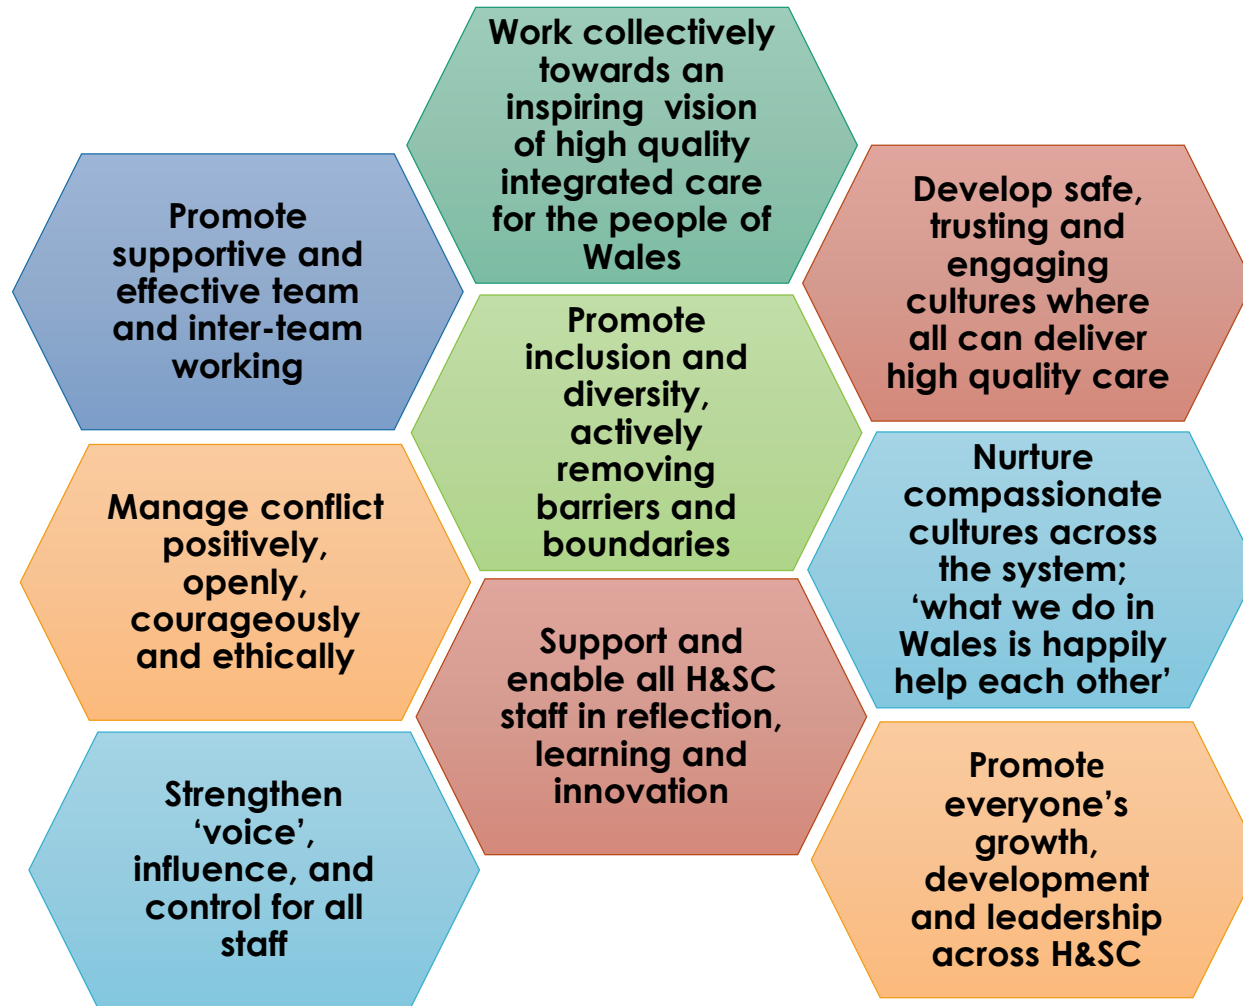 Work collectively
towards an
inspiring  vision
of high quality
integrated care
for the people of
Wales
Promote
supportive and
effective team
and inter-team
working
Develop safe,
trusting and
engaging
cultures where
all can deliver
high quality care
Promote
inclusion and
diversity,
actively
removing
barriers and
boundaries
Manage conflict
positively,
openly,
courageously
and ethically
Nurture
compassionate
cultures across
the system;
‘what we do in
Wales is happily
help each other’
Support and
enable all H&SC
staff in reflection,
learning and
innovation
Strengthen
‘voice’,
influence, and
control for all
staff
Promote
everyone’s
growth,
development
and leadership
across H&SC